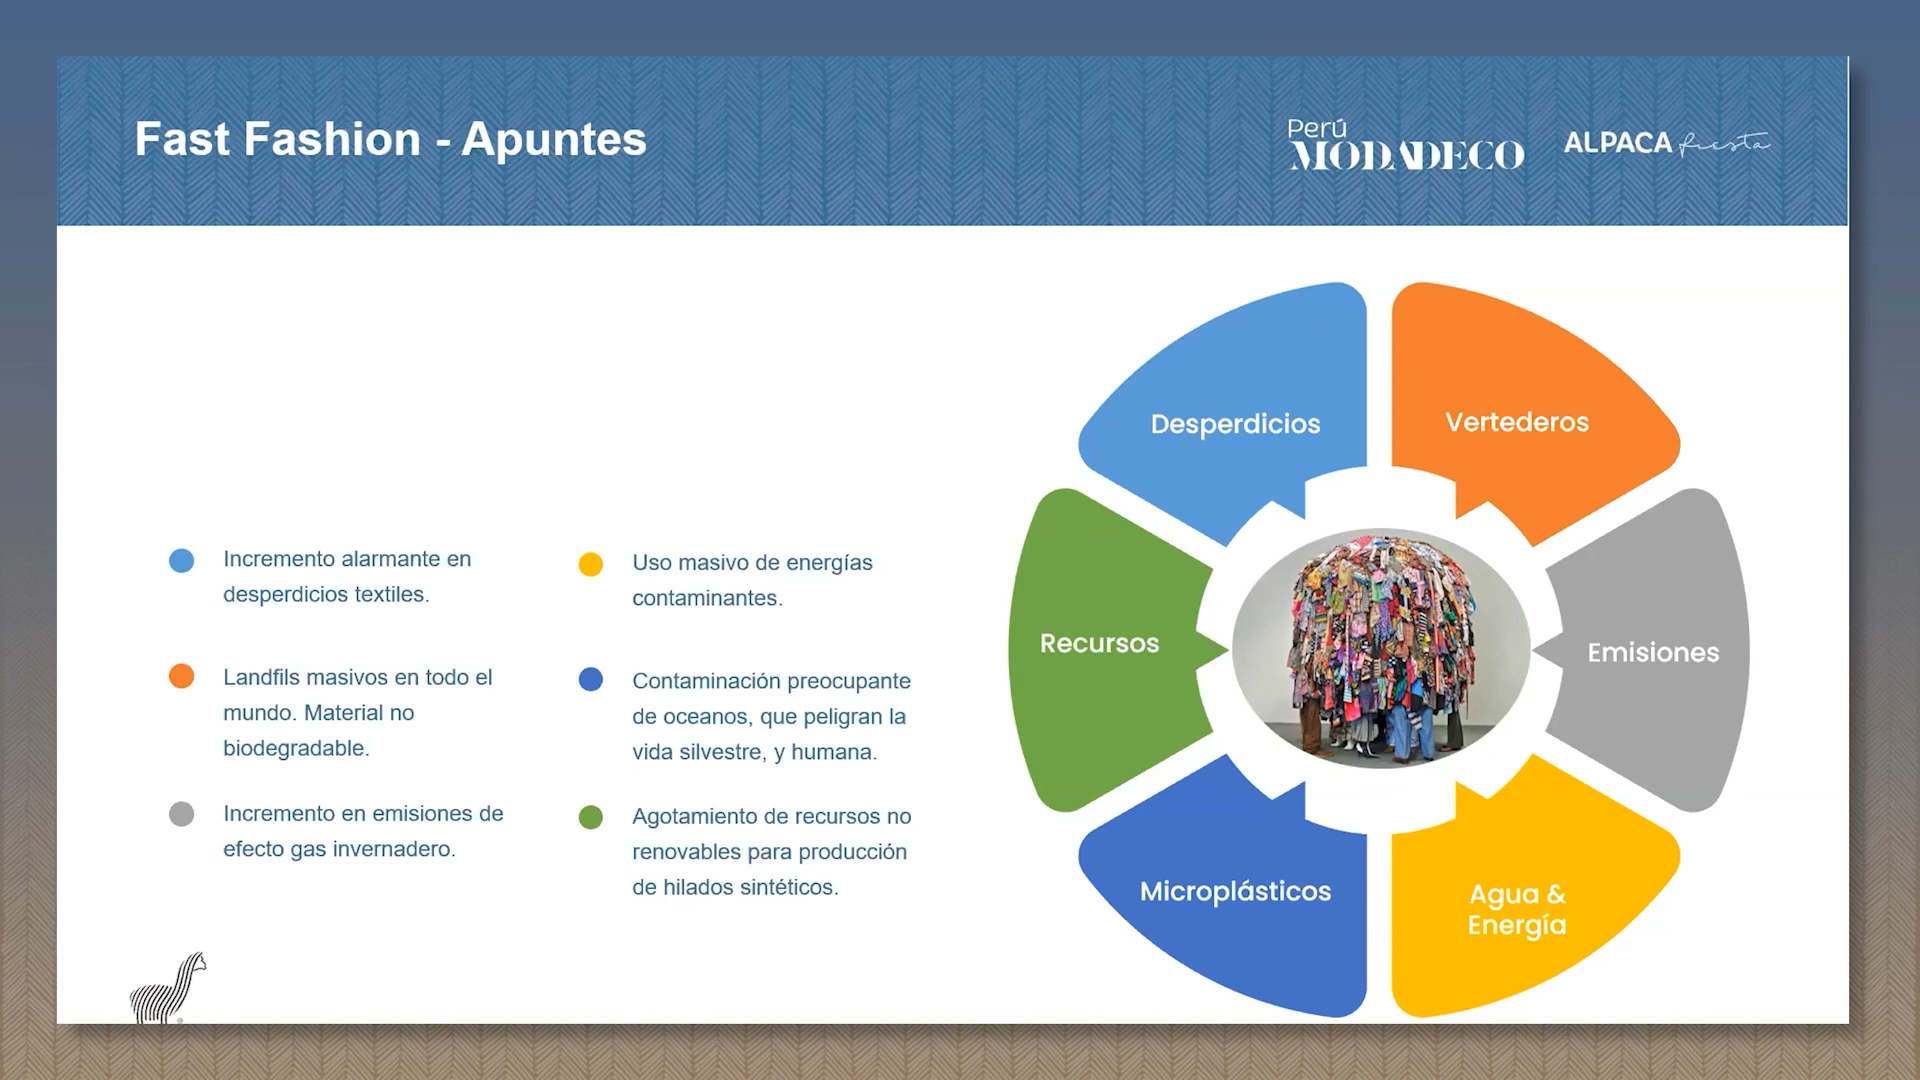 Fast Fashion - Apuntes
Perú
MODADECO
ALPACA fiesta
Incremento alarmante en
desperdicios textiles.
Landfils masivos en todo el
mundo. Material no
biodegradable.
Incremento en emisiones de
efecto gas invernadero.
Uso masivo de energías
contaminantes.
Contaminación preocupante
de oceanos, que peligran la
vida silvestre, y humana.
Agotamiento de recursos no
renovables para producción
de hilados sintéticos.
Desperdicios
Vertederos
Recursos
Emisiones
Microplásticos
Agua &
Energía